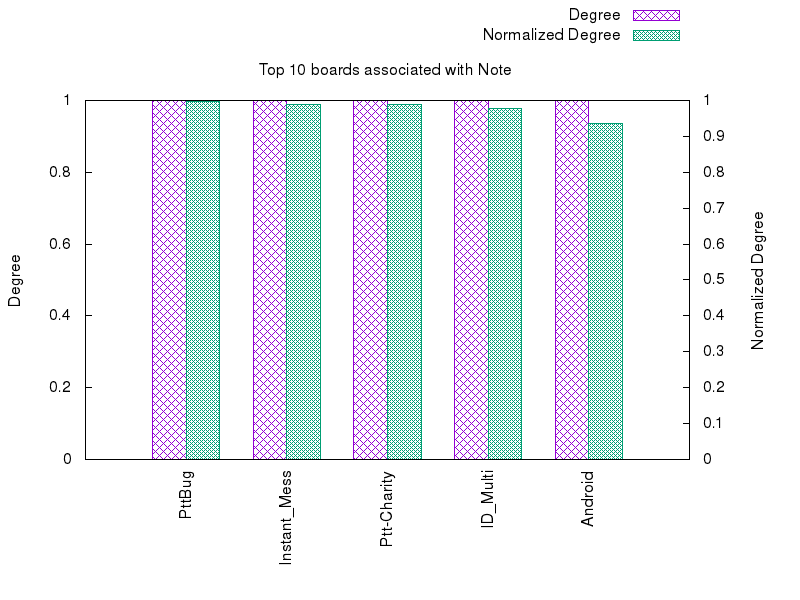 Degree
Normalized Degree
Top 10 boards associated with Note
1
0.8
0.6
0.4
0.2
0
Degree
1
0.9
0.8
0.7
0.6
0.5
0.4
0.3
0.2
0.1
0
Normalized Degree
PttBug
Instant_Mess
Ptt-Charity
ID_Multi
Android